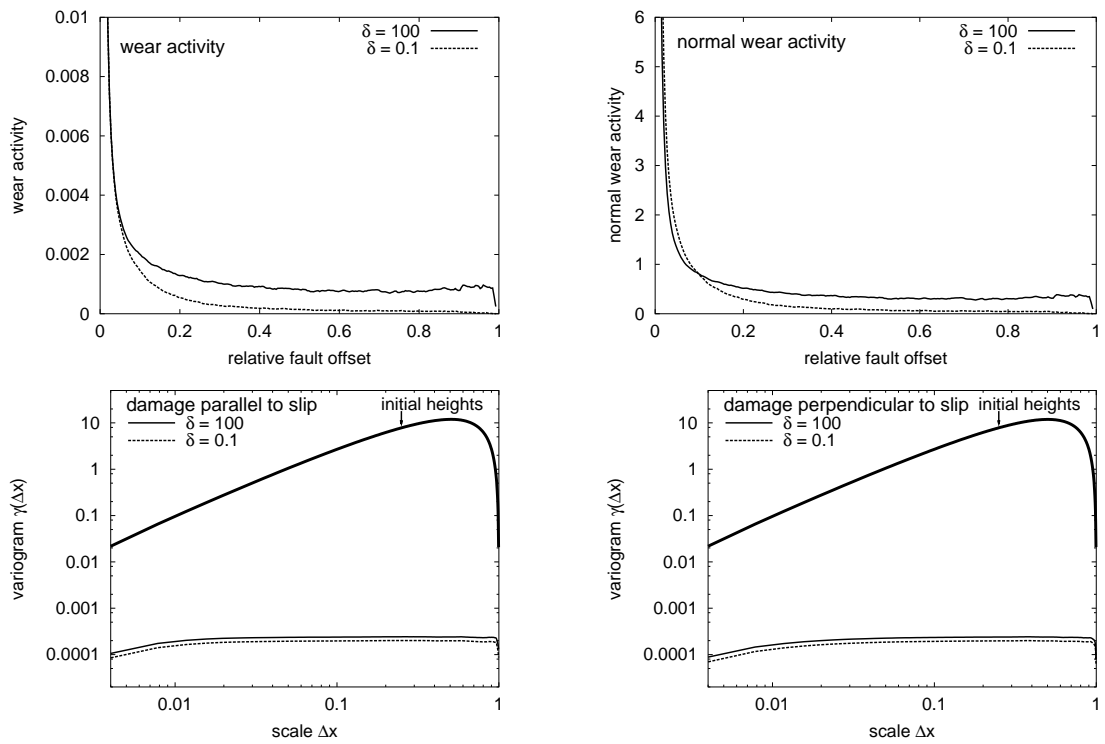 wear activity
δ = 100
δ = 0.1
0.01
0.008
0.006
0.004
0.002
0
wear activity
0 0.2 0.4 0.6 0.8 1
relative fault offset
normal wear activity
δ = 100
δ = 0.1
6
5
4
3
2
1
0
normal wear activity
0 0.2 0.4 0.6 0.8 1
relative fault offset
damage parallel to slip
δ = 100
δ = 0.1
initial heights
10
1
0.1
0.01
0.001
0.0001
variogram γ(Δx)
0.01 0.1 1
scale Δx
damage perpendicular to slip
δ = 100
δ = 0.1
initial heights
10
1
0.1
0.01
0.001
0.0001
variogram γ(Δx)
0.01 0.1 1
scale Δx